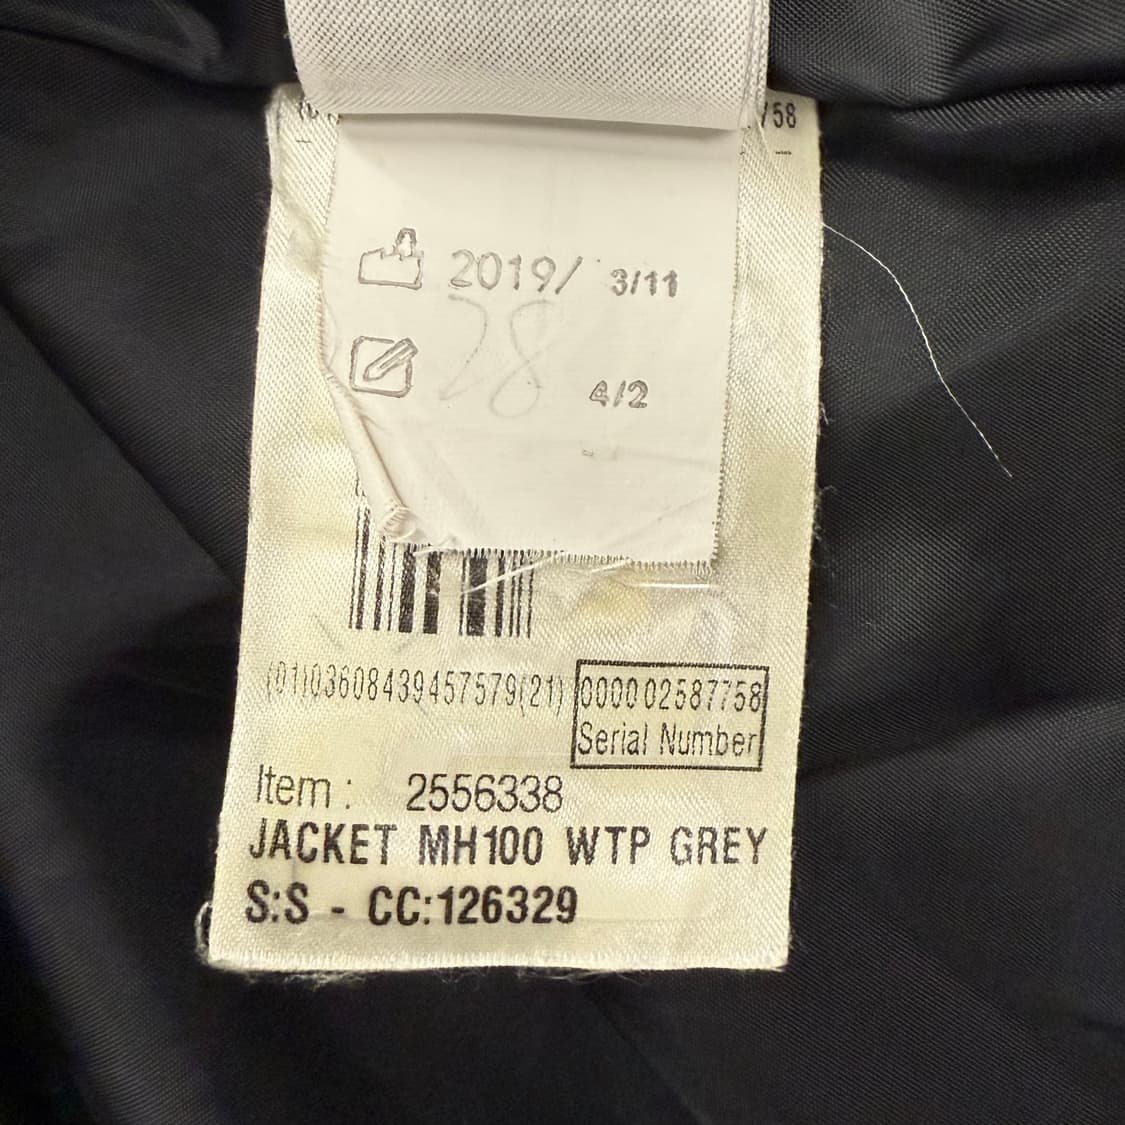 /58
2019/ 3/11
28
4/2
(01)03608439457579(21) 000002587758
Serial Number
Item : 2556338
JACKET MH100 WTP GREY
S:S - CC:126329